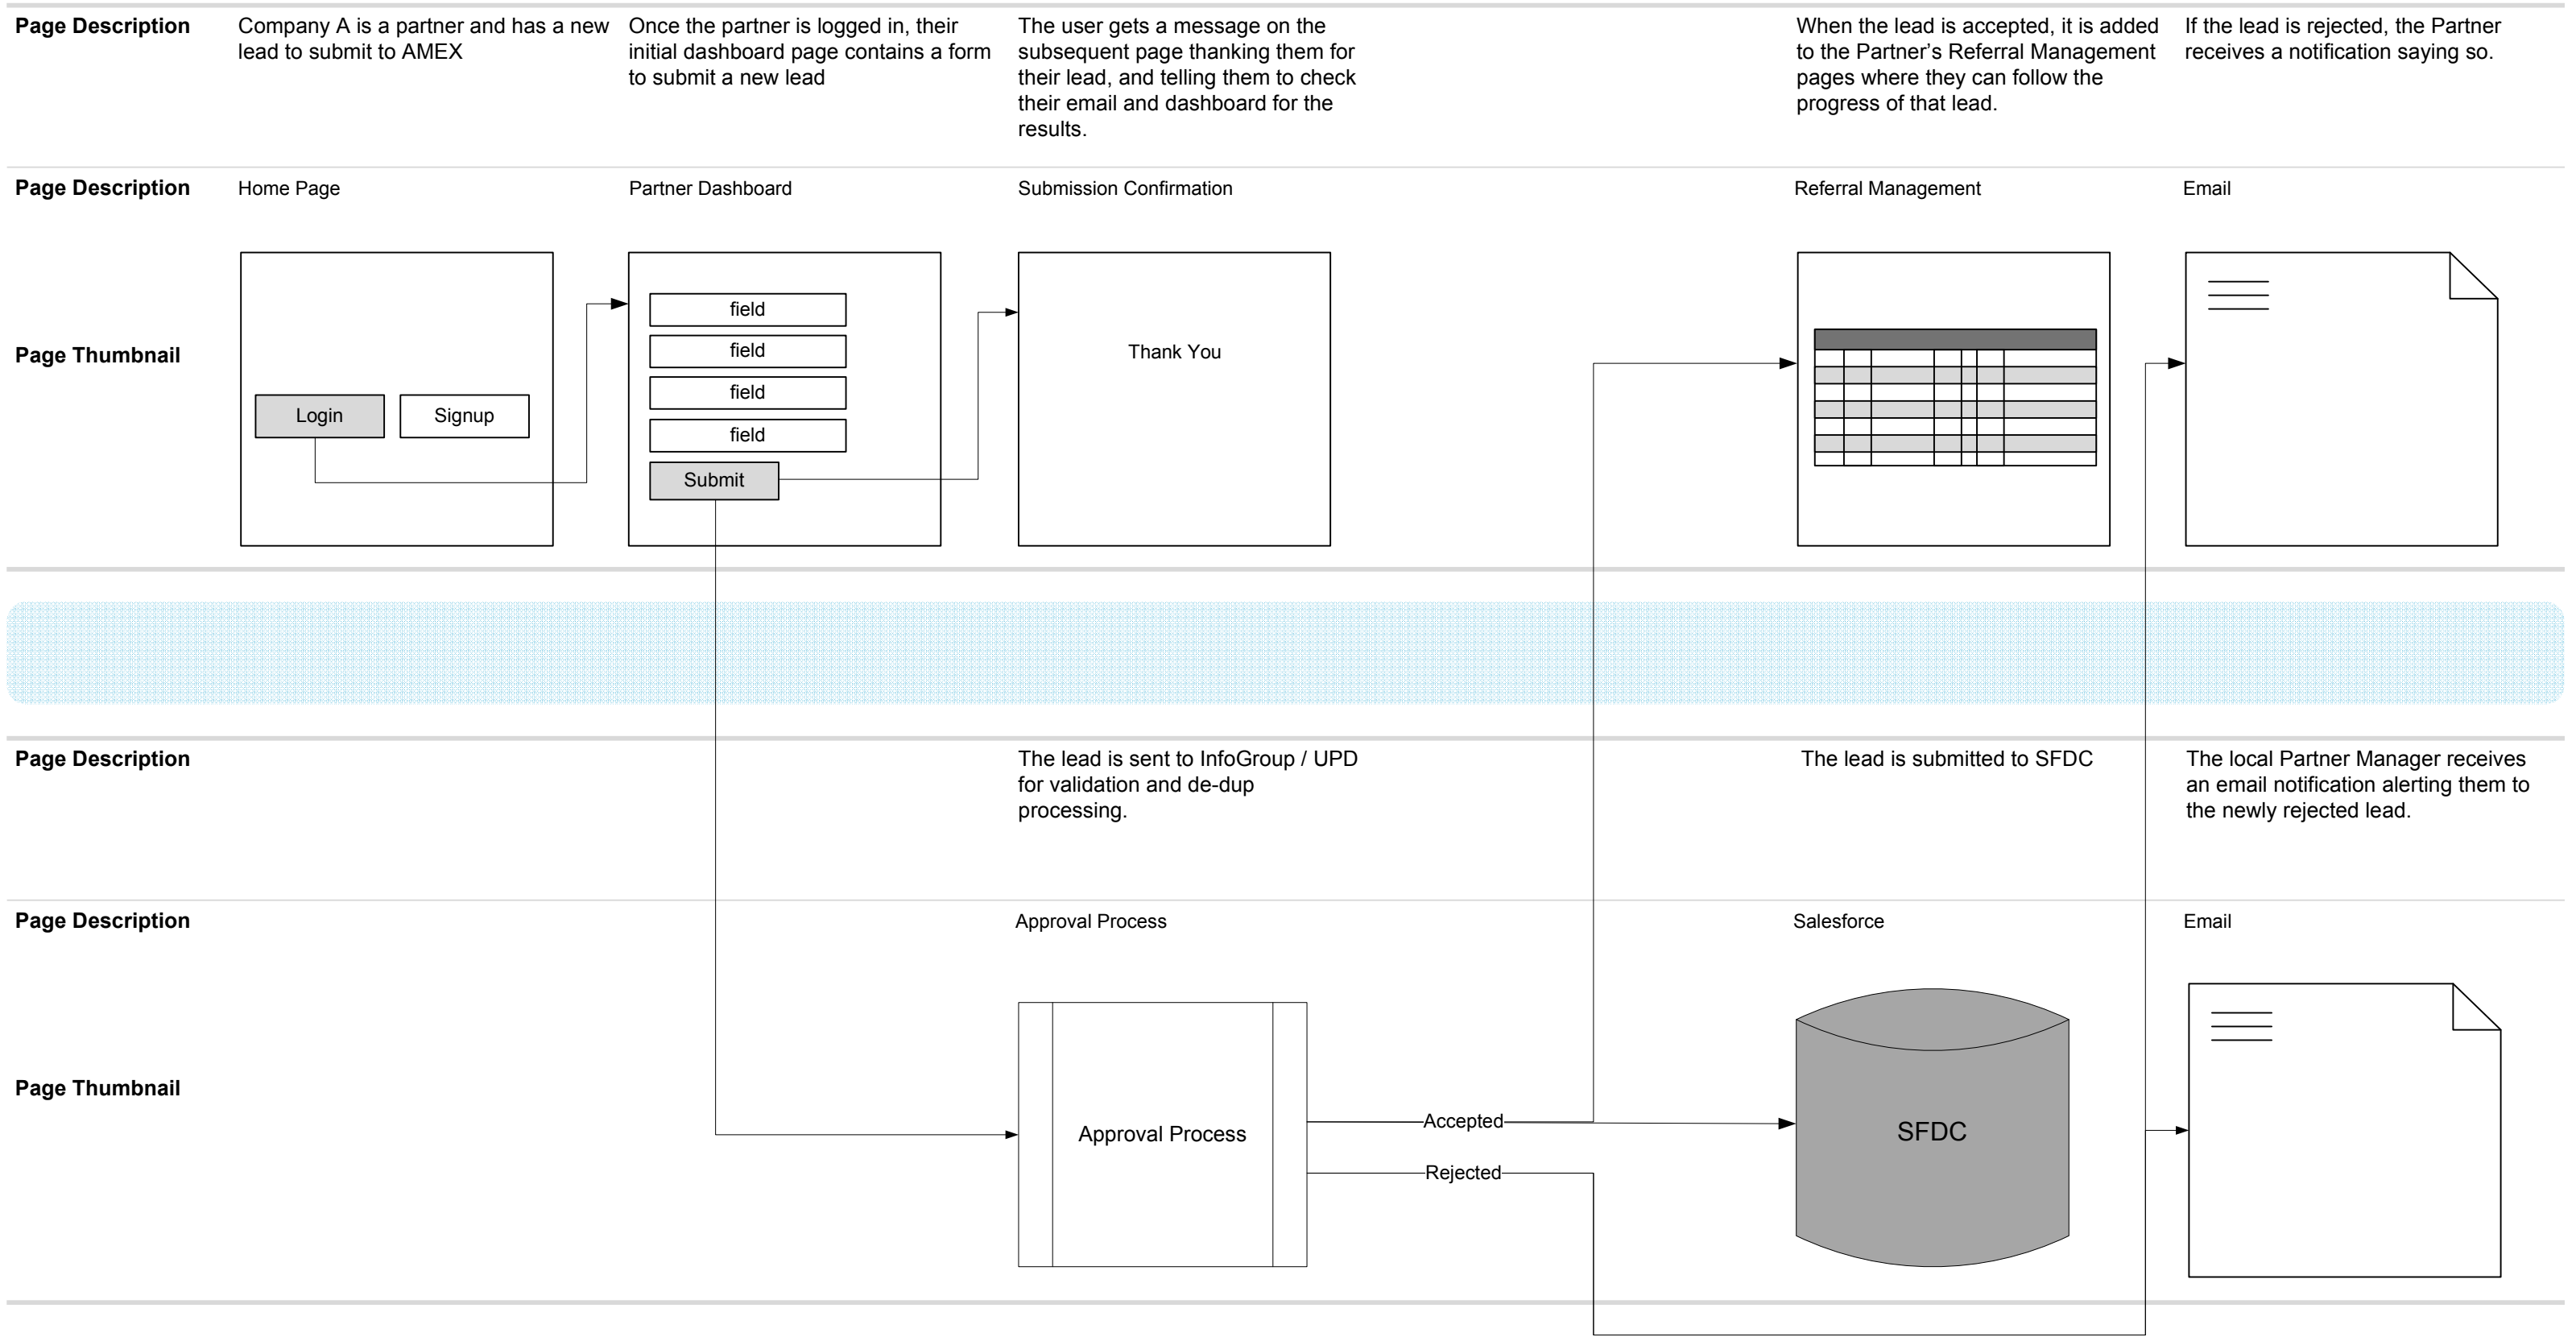 Page Description
Company A is a partner and has a new
lead to submit to AMEX
Once the partner is logged in, their
initial dashboard page contains a form
to submit a new lead
The user gets a message on the
subsequent page thanking them for
their lead, and telling them to check
their email and dashboard for the
results.
When the lead is accepted, it is added
to the Partner’s Referral Management
pages where they can follow the
progress of that lead.
If the lead is rejected, the Partner
receives a notification saying so.
Page Description
Home Page
Partner Dashboard
Submission Confirmation
Referral Management
Email
Page Thumbnail
Login
Signup
field
field
field
field
Submit
Thank You
Page Description
The lead is sent to InfoGroup / UPD
for validation and de-dup
processing.
The lead is submitted to SFDC
The local Partner Manager receives
an email notification alerting them to
the newly rejected lead.
Page Description
Approval Process
Salesforce
Email
Page Thumbnail
Approval Process
Accepted
Rejected
SFDC